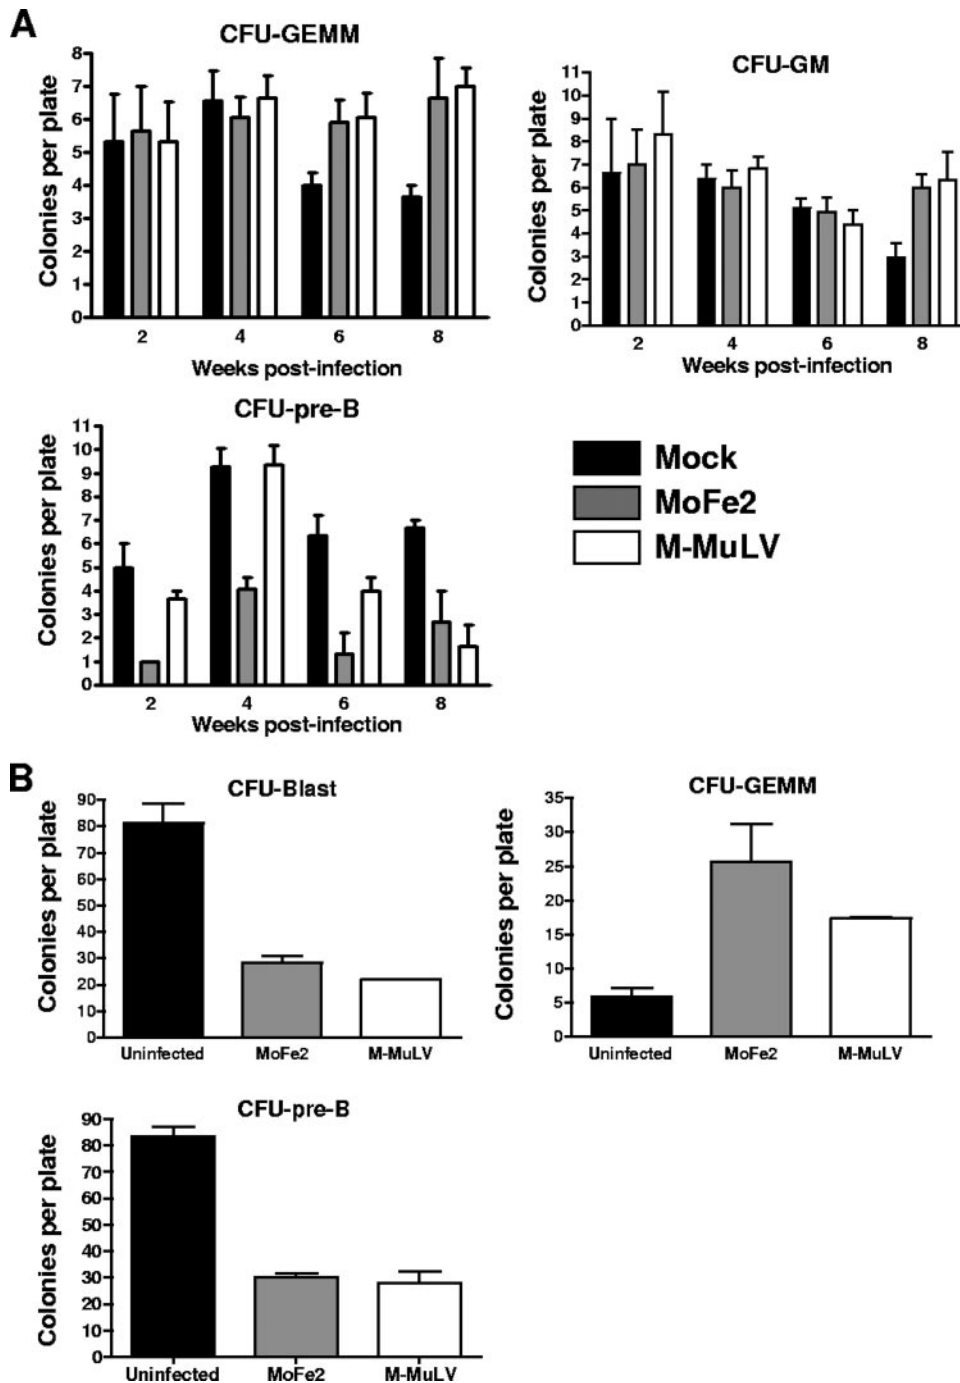 A
CFU-GEMM
Colonies per plate
8
7
6
5
4
3
2
1
0
2 4 6 8
Weeks post-infection
CFU-GM
Colonies per plate
11
10
9
8
7
6
5
4
3
2
1
0
2 4 6 8
Weeks post-infection
CFU-pre-B
Colonies per plate
11
10
9
8
7
6
5
4
3
2
1
0
2 4 6 8
Weeks post-infection
Mock
MoFe2
M-MuLV
B
CFU-Blast
Colonies per plate
90
80
70
60
50
40
30
20
10
0
Uninfected MoFe2 M-MuLV
CFU-GEMM
Colonies per plate
35
30
25
20
15
10
5
0
Uninfected MoFe2 M-MuLV
CFU-pre-B
Colonies per plate
90
80
70
60
50
40
30
20
10
0
Uninfected MoFe2 M-MuLV